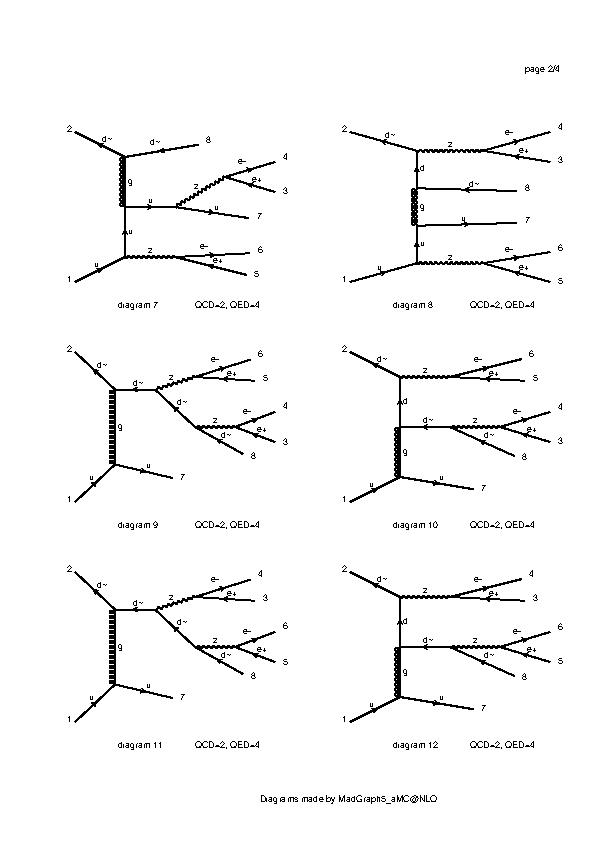 page 2/4
2 d~ d~ 8 g e- 4 z e+ 3 u u 7 u z e- 6 e+ 5 u 1
diagram 7 QCD=2, QED=4
2 d~ z e- 4 e+ 3 d d~ 8 g u 7 u z e- 6 e+ 5 u 1
diagram 8 QCD=2, QED=4
2 d~ e- 6 z e+ 5 d~ d~ e- 4 z e+ 3 d~ 8 g u u 7 1
diagram 9 QCD=2, QED=4
2 d~ e- 6 z e+ 5 d e- 4 d~ z e+ 3 d~ 8 g u u 7 1
diagram 10 QCD=2, QED=4
2 d~ e- 4 z e+ 3 d~ d~ e- 6 z e+ 5 d~ 8 g u u 7 1
diagram 11 QCD=2, QED=4
2 d~ e- 4 z e+ 3 d e- 6 d~ z e+ 5 d~ 8 g u u 7 1
diagram 12 QCD=2, QED=4
Diagrams made by MadGraph5_aMC@NLO